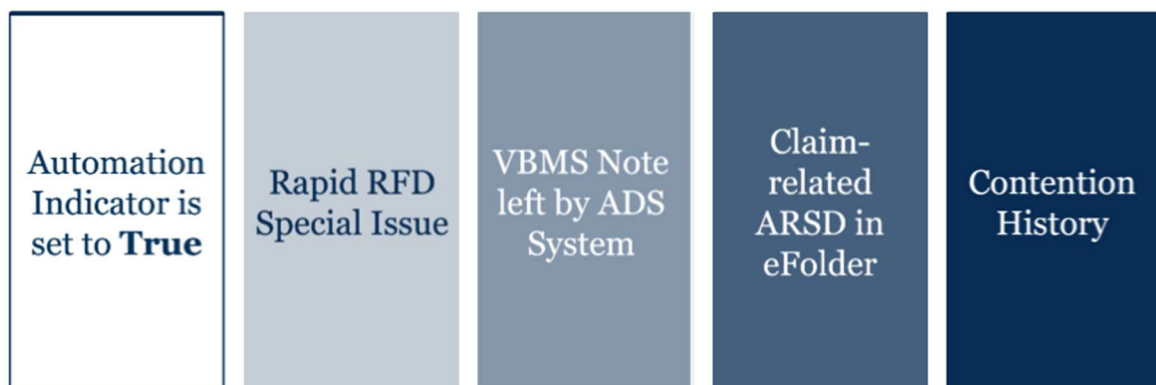 Automation
Indicator is
set to True
Rapid RFD
Special Issue
VBMS Note
left by ADS
System
Claim-
related
ARSD in
eFolder
Contention
History